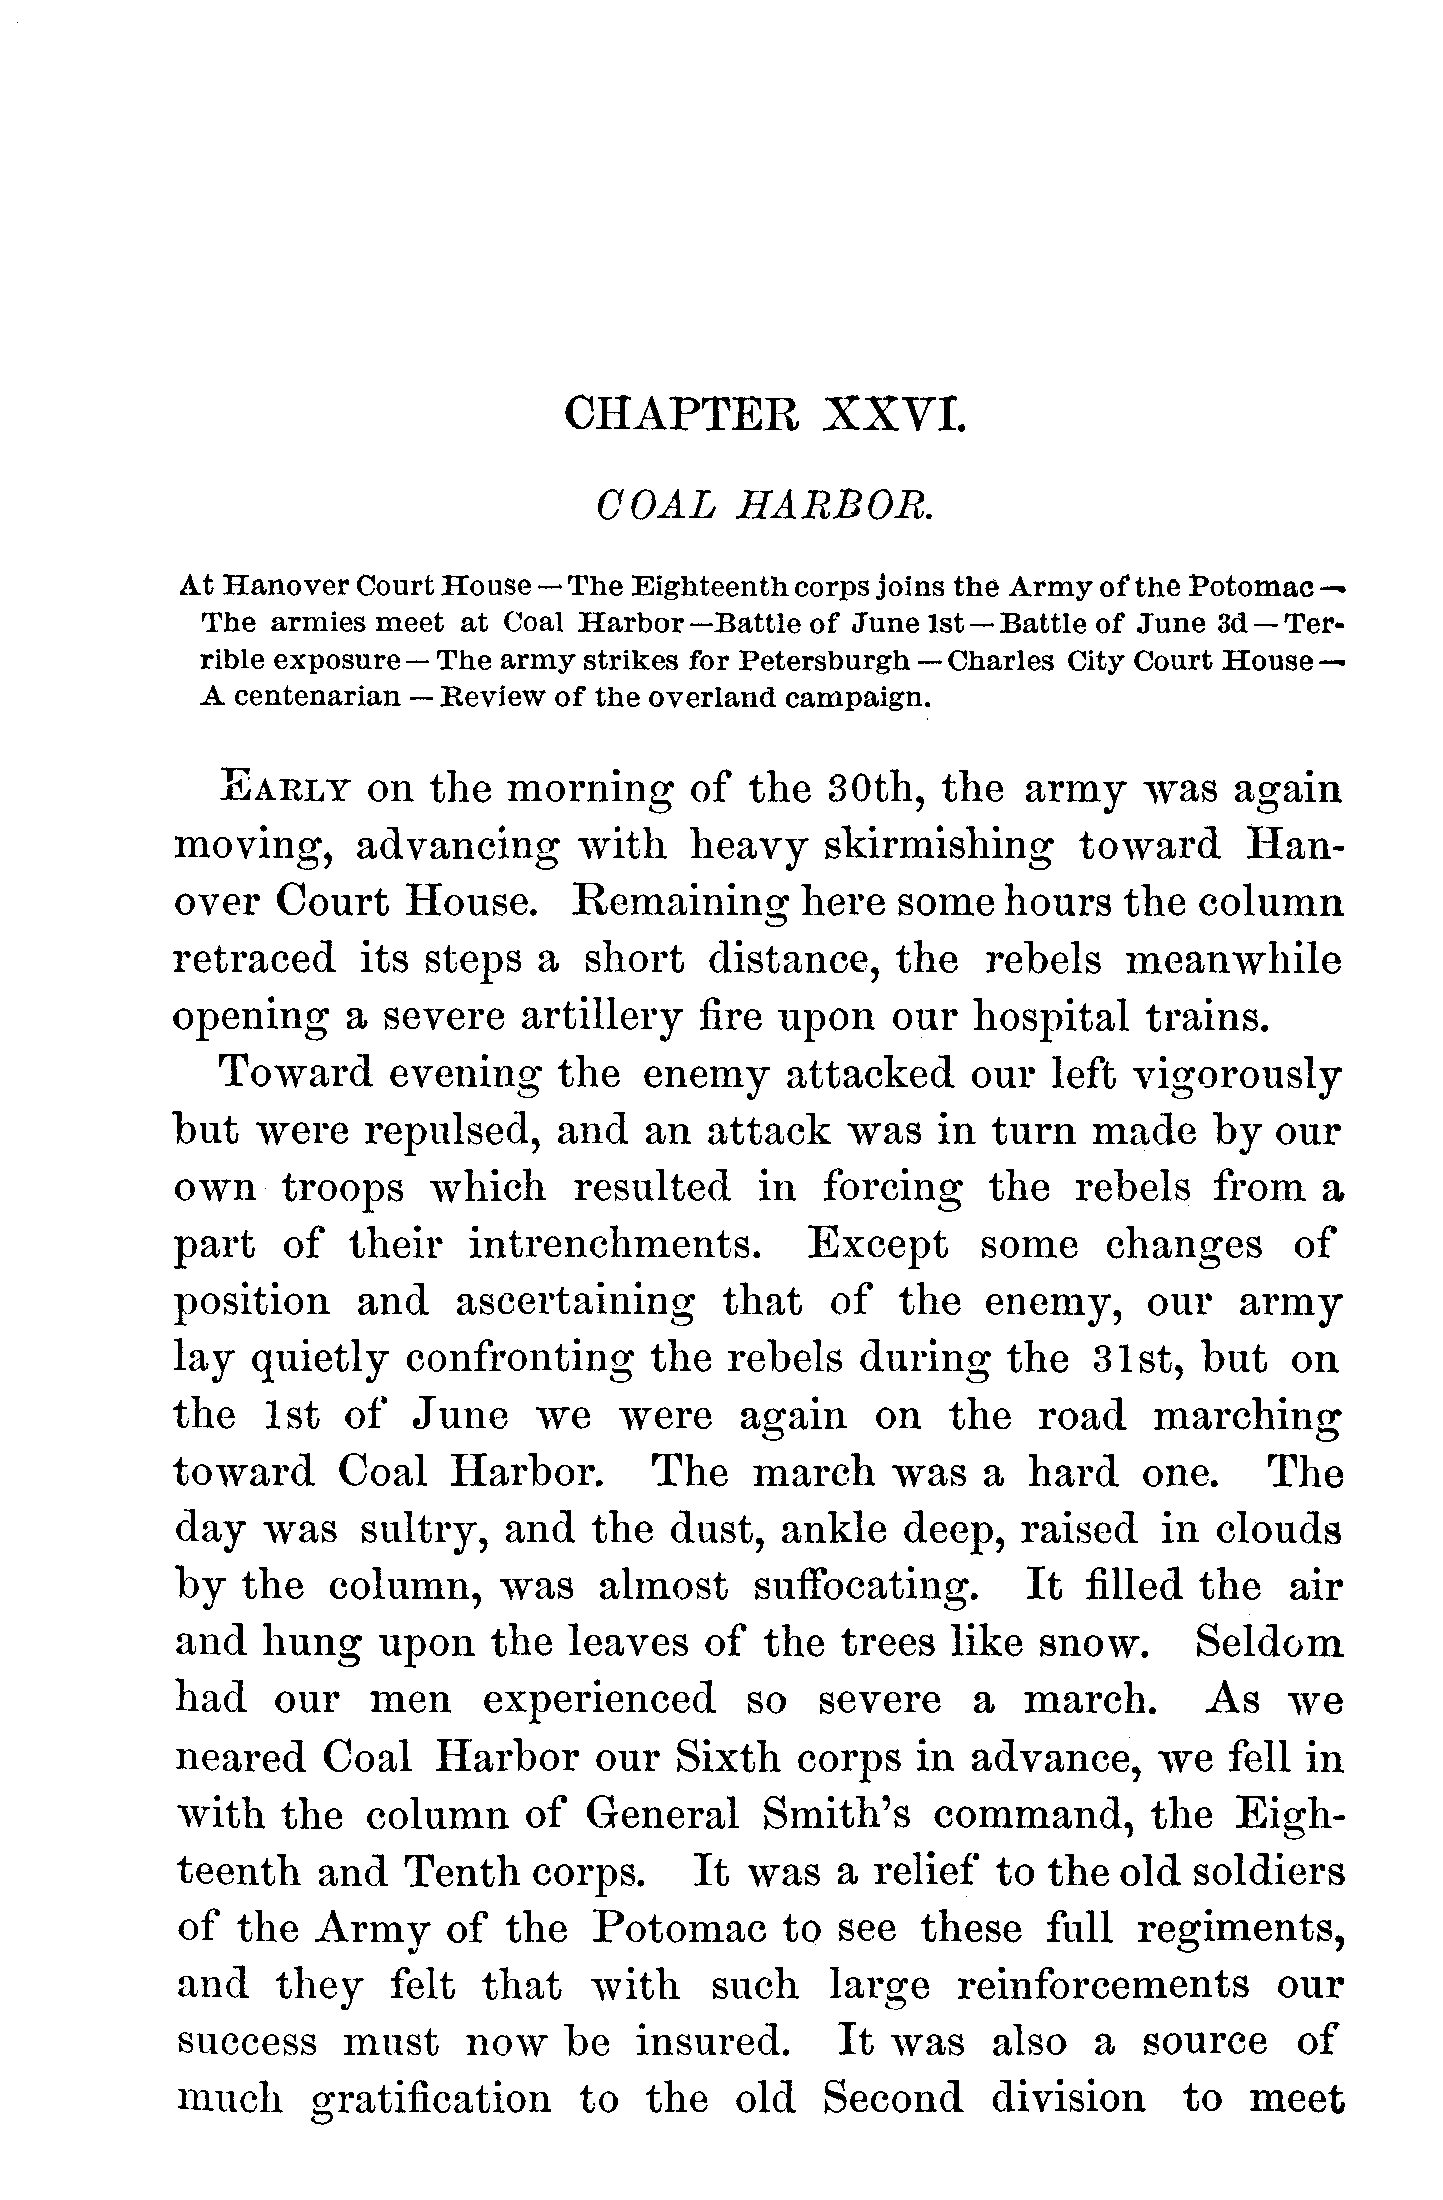 CHAPTER XXVI.
COAL HARBOR.
At Hanover Court House — The Eighteenth corps joins the Army of the Potomac —
The armies meet at Coal Harbor — Battle of June 1st — Battle of June 3d — Ter-
rible exposure — The army strikes for Petersburgh — Charles City Court House —
A centenarian — Review of the overland campaign.
EARLY on the morning of the 30th, the army was again
moving, advancing with heavy skirmishing toward Han-
over Court House. Remaining here some hours the column
retraced its steps a short distance, the rebels meanwhile
opening a severe artillery fire upon our hospital trains.
Toward evening the enemy attacked our left vigorously
but were repulsed, and an attack was in turn made by our
own troops which resulted in forcing the rebels from a
part of their intrenchments. Except some changes of
position and ascertaining that of the enemy, our army
lay quietly confronting the rebels during the 31st, but on
the 1st of June we were again on the road marching
toward Coal Harbor. The march was a hard one. The
day was sultry, and the dust, ankle deep, raised in clouds
by the column, was almost suffocating. It filled the air
and hung upon the leaves of the trees like snow. Seldom
had our men experienced so severe a march. As we
neared Coal Harbor our Sixth corps in advance, we fell in
with the column of General Smith's command, the Eigh-
teenth and Tenth corps. It was a relief to the old soldiers
of the Army of the Potomac to see these full regiments,
and they felt that with such large reinforcements our
success must now be insured. It was also a source of
much gratification to the old Second division to meet